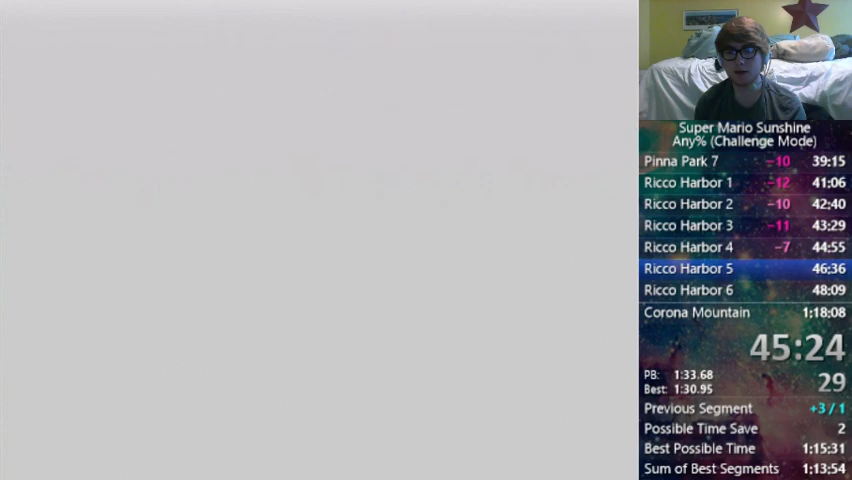 Super Mario Sunshine
Any% (Challenge Mode)
Pinna Park 7 -10 39:15
Ricco Harbor 1 -12 41:06
Ricco Harbor 2 -10 42:40
Ricco Harbor 3 -11 43:29
Ricco Harbor 4 -7 44:55
Ricco Harbor 5 46:36
Ricco Harbor 6 48:09
Corona Mountain 1:18:08
45:24
PB: 1:33.68
29
Best: 1:30.95
Previous Segment +3 / 1
Possible Time Save 2
Best Possible Time 1:15:31
Sum of Best Segments 1:13:54